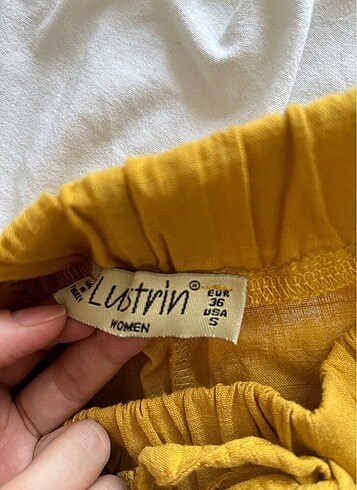 Lustrin®
WOMEN
EUR
36
USA
S